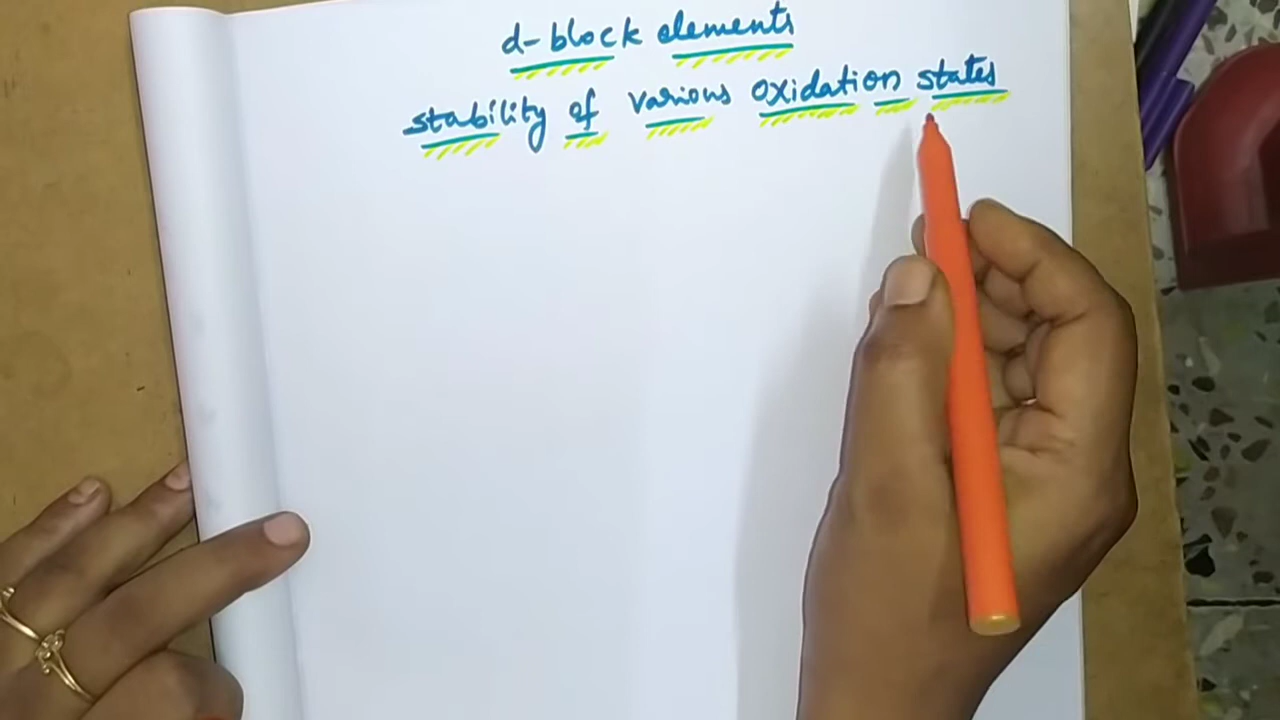 d-block elements
stability of various oxidation states